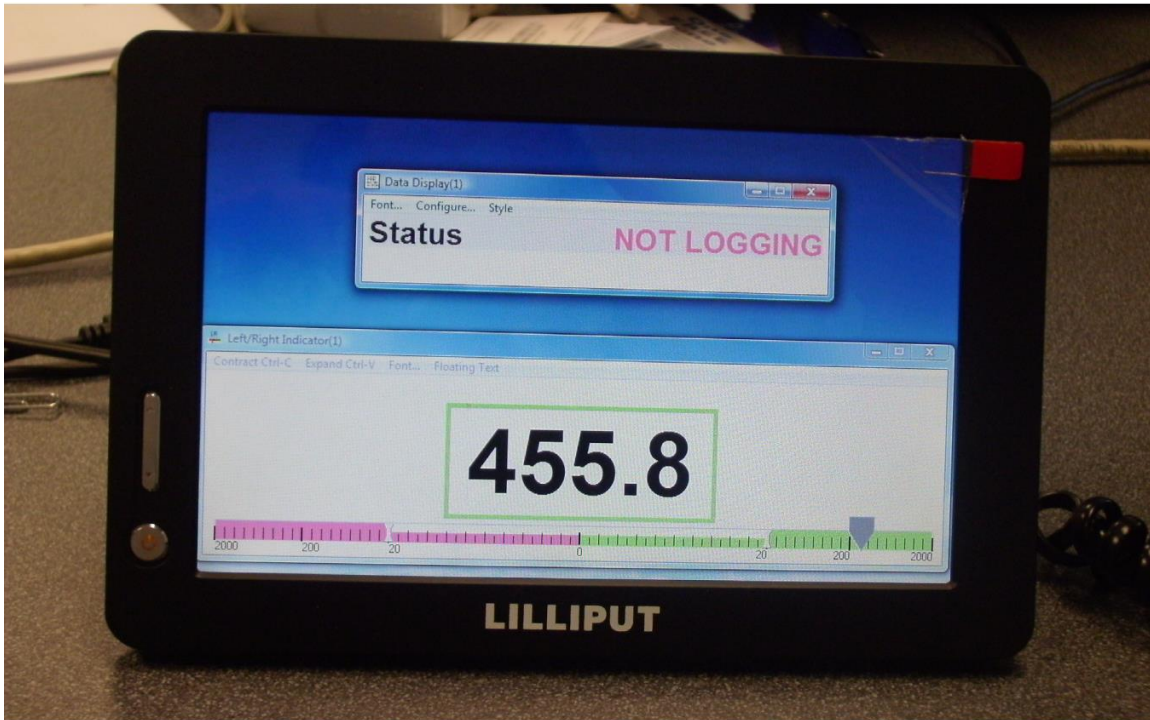 Data Display(1)
Font... Configure... Style
Status NOT LOGGING
Left/Right Indicator(1)
Contract Ctrl-C Expand Ctrl-V Font... Floating Text
455.8
2000 200 20 0 20 200 2000
LILLIPUT